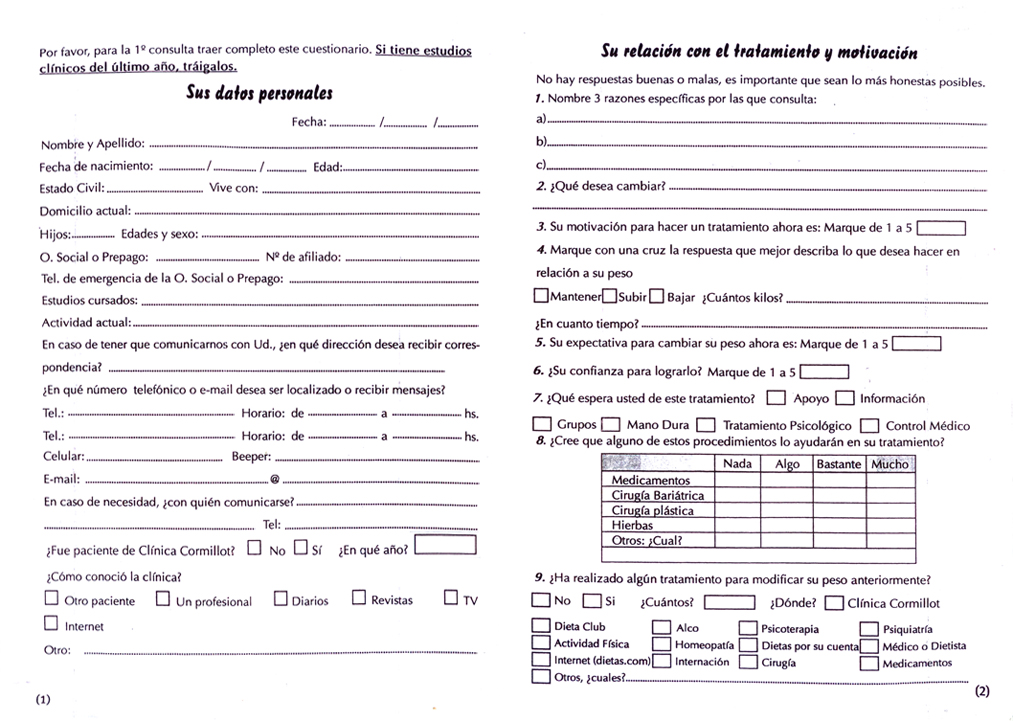 Por favor, para la 1º consulta traer completo este cuestionario. Si tiene estudios
clínicos del último año, tráigalos.
Sus datos personales
Fecha: ................ /............... /..............
Nombre y Apellido: ................
Fecha de nacimiento: ................/................ /.............. Edad:................
Estado Civil:................ Vive con: ................
Domicilio actual: ................
Hijos:............... Edades y sexo: ................
O. Social o Prepago: ................ Nº de afiliado: ................
Tel. de emergencia de la O. Social o Prepago: ................
Estudios cursados: ................
Actividad actual:................
En caso de tener que comunicarnos con Ud., ¿en qué dirección desea recibir corres-
pondencia? ................
¿En qué número telefónico o e-mail desea ser localizado o recibir mensajes?
Tel.: ................ Horario: de ................ a ................ hs.
Tel.: ................ Horario: de ................ a ................ hs.
Celular:................ Beeper: ................
E-mail: ................@ ................
En caso de necesidad, ¿con quién comunicarse?................
................ Tel: ................
¿Fue paciente de Clínica Cormillot? No Sí ¿En qué año?
¿Cómo conoció la clínica?
Otro paciente Un profesional Diarios Revistas TV
Internet
Otro: ................
(1)
Su relación con el tratamiento y motivación
No hay respuestas buenas o malas, es importante que sean lo más honestas posibles.
1. Nombre 3 razones específicas por las que consulta:
a)................
b)................
c)................
2. ¿Qué desea cambiar? ................
................
3. Su motivación para hacer un tratamiento ahora es: Marque de 1 a 5
4. Marque con una cruz la respuesta que mejor describa lo que desea hacer en
relación a su peso
Mantener Subir Bajar ¿Cuántos kilos? ................
¿En cuanto tiempo? ................
5. Su expectativa para cambiar su peso ahora es: Marque de 1 a 5
6. ¿Su confianza para lograrlo? Marque de 1 a 5
7. ¿Qué espera usted de este tratamiento? Apoyo Información
Grupos Mano Dura Tratamiento Psicológico Control Médico
8. ¿Cree que alguno de estos procedimientos lo ayudarán en su tratamiento?
Nada Algo Bastante Mucho
Medicamentos
Cirugía Bariátrica
Cirugía plástica
Hierbas
Otros: ¿Cual?
9. ¿Ha realizado algún tratamiento para modificar su peso anteriormente?
No Si ¿Cuántos? ¿Dónde? Clínica Cormillot
Dieta Club Alco Psicoterapia Psiquiatría
Actividad Física Homeopatía Dietas por su cuenta Médico o Dietista
Internet (dietas.com) Internación Cirugía Medicamentos
Otros, ¿cuales?................
(2)